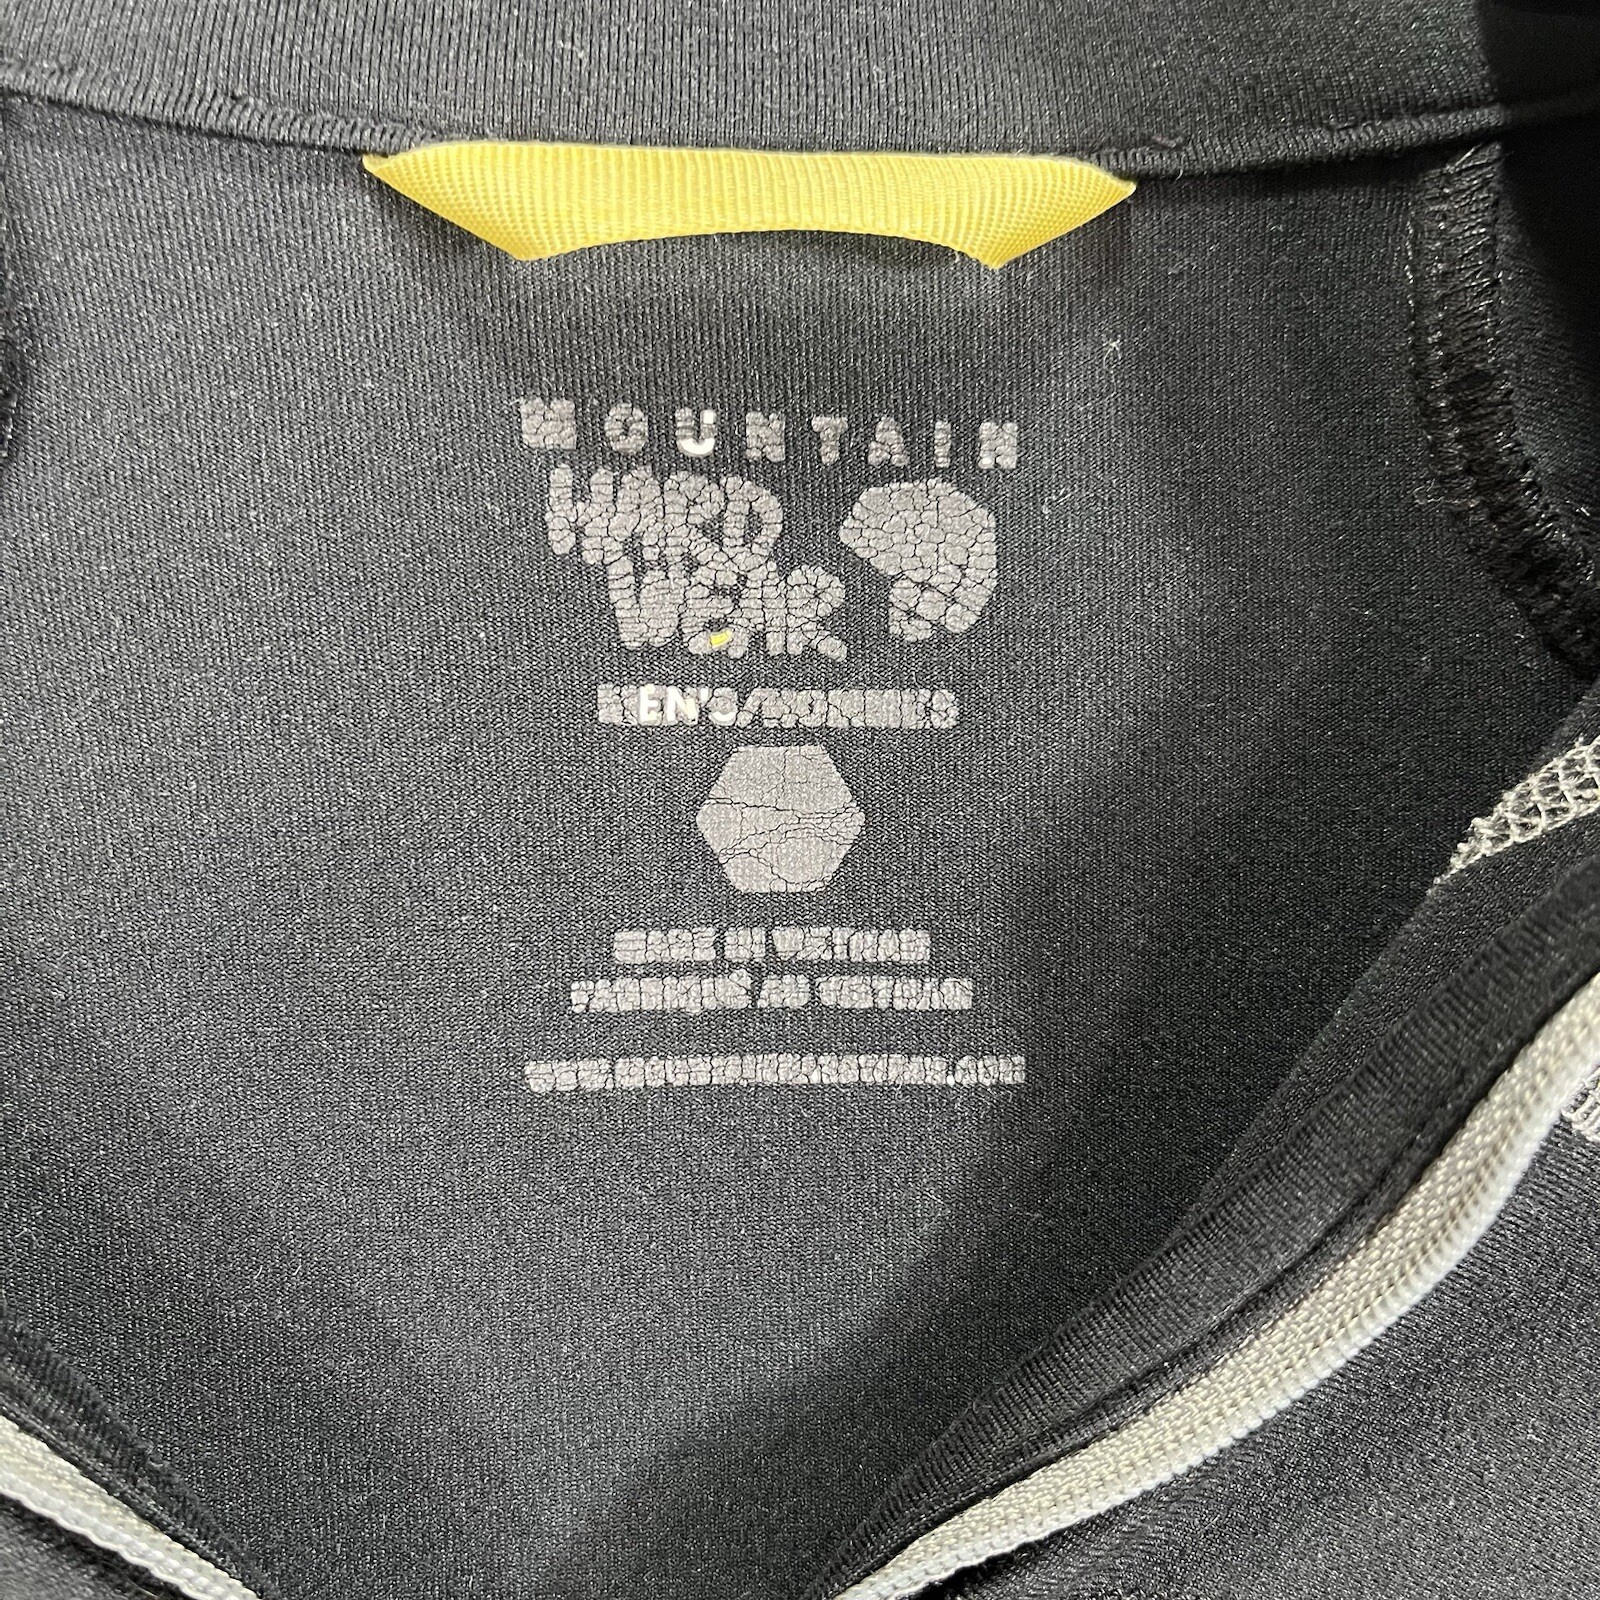 MOUNTAIN
HARD
WEAR
MEN'S/HOMMES
MADE IN VIETNAM
FABRIQUÉ AU VIETNAM